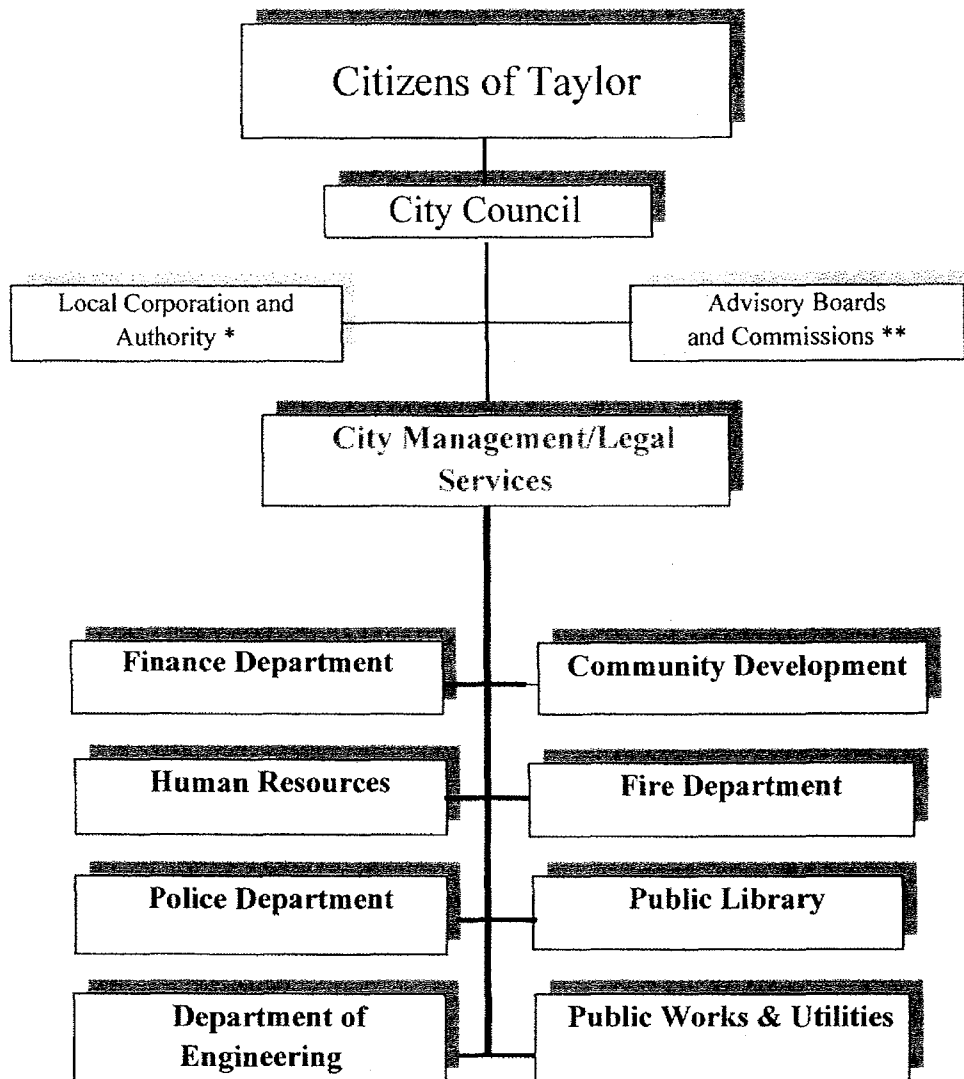 Citizens of Taylor
City Council
Local Corporation and
Authority *
Advisory Boards
and Commissions **
City Management/Legal
Services
Finance Department
Community Development
Human Resources
Fire Department
Police Department
Public Library
Department of
Engineering
Public Works & Utilities